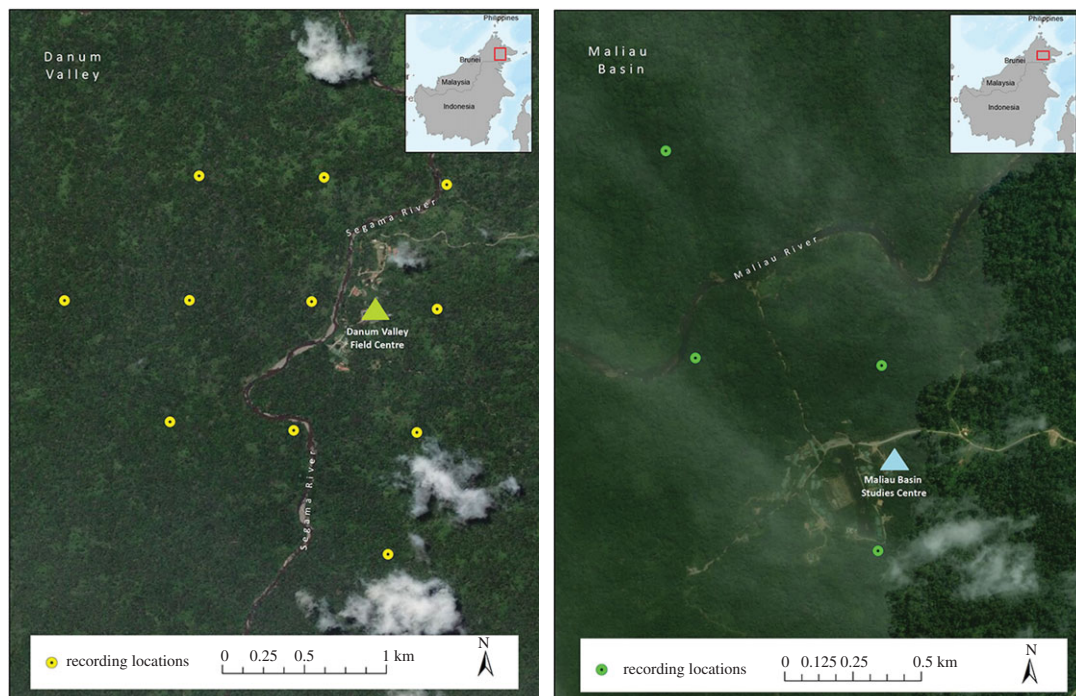 Danum
Valley
Philippines
Brunei
Malaysia
Indonesia
Segama River
Danum Valley
Field Centre
Segama River
recording locations
0 0.25 0.5 1 km
N
Maliau
Basin
Philippines
Brunei
Malaysia
Indonesia
Maliau River
Maliau Basin
Studies Centre
recording locations
0 0.125 0.25 0.5 km
N